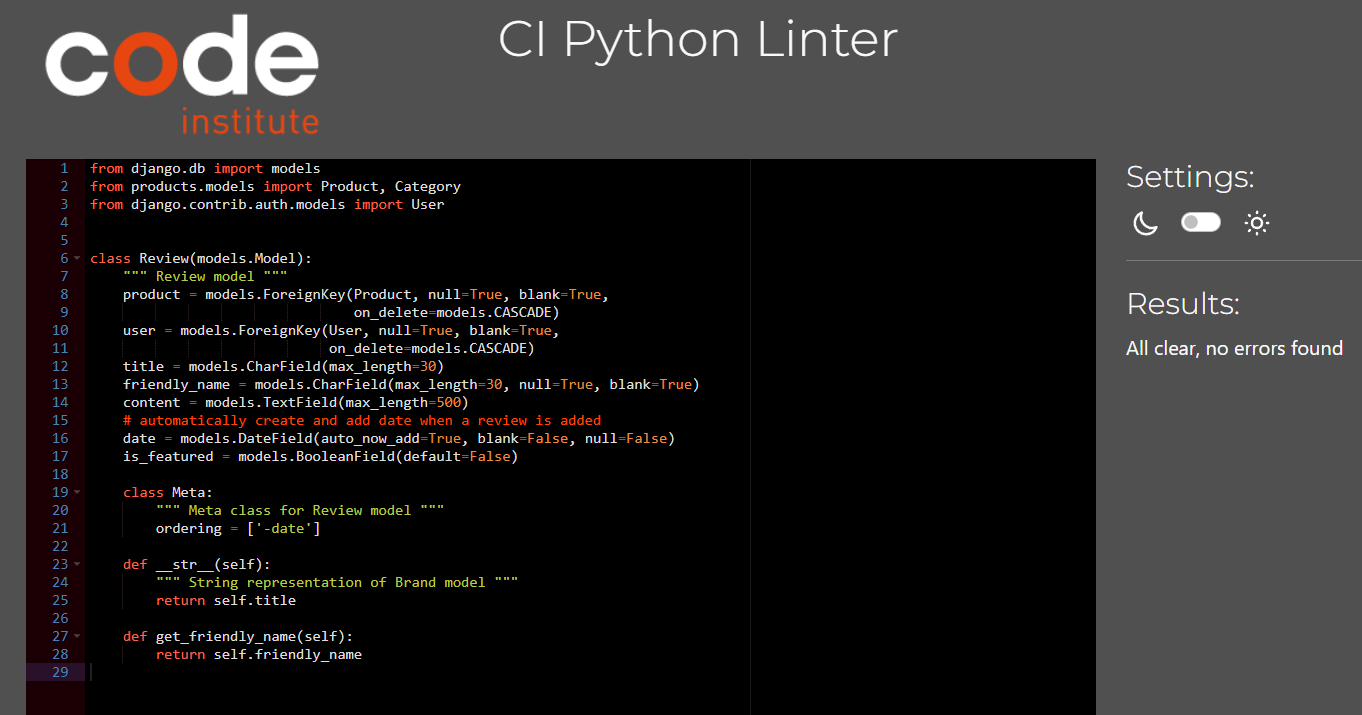 code
institute
CI Python Linter
1 from django.db import models
2 from products.models import Product, Category
3 from django.contrib.auth.models import User
4
5
6 class Review(models.Model):
7     """ Review model """
8     product = models.ForeignKey(Product, null=True, blank=True,
9                                 on_delete=models.CASCADE)
10     user = models.ForeignKey(User, null=True, blank=True,
11                              on_delete=models.CASCADE)
12     title = models.CharField(max_length=30)
13     friendly_name = models.CharField(max_length=30, null=True, blank=True)
14     content = models.TextField(max_length=500)
15     # automatically create and add date when a review is added
16     date = models.DateField(auto_now_add=True, blank=False, null=False)
17     is_featured = models.BooleanField(default=False)
18
19     class Meta:
20         """ Meta class for Review model """
21         ordering = ['-date']
22
23     def __str__(self):
24         """ String representation of Brand model """
25         return self.title
26
27     def get_friendly_name(self):
28         return self.friendly_name
29
Settings:
Results:
All clear, no errors found